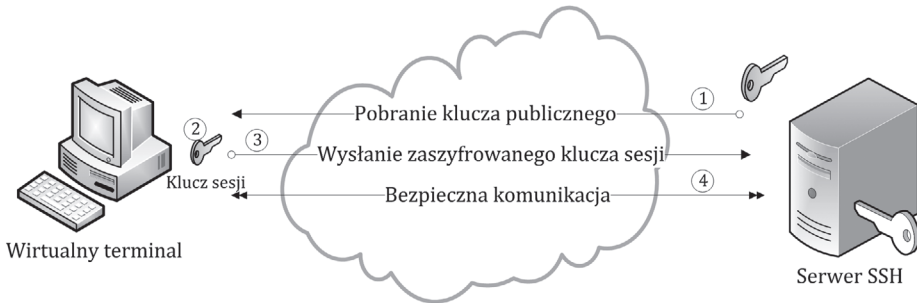 1
Pobranie klucza publicznego
2
3
Wysłanie zaszyfrowanego klucza sesji
Klucz sesji
4
Bezpieczna komunikacja
Wirtualny terminal
Serwer SSH